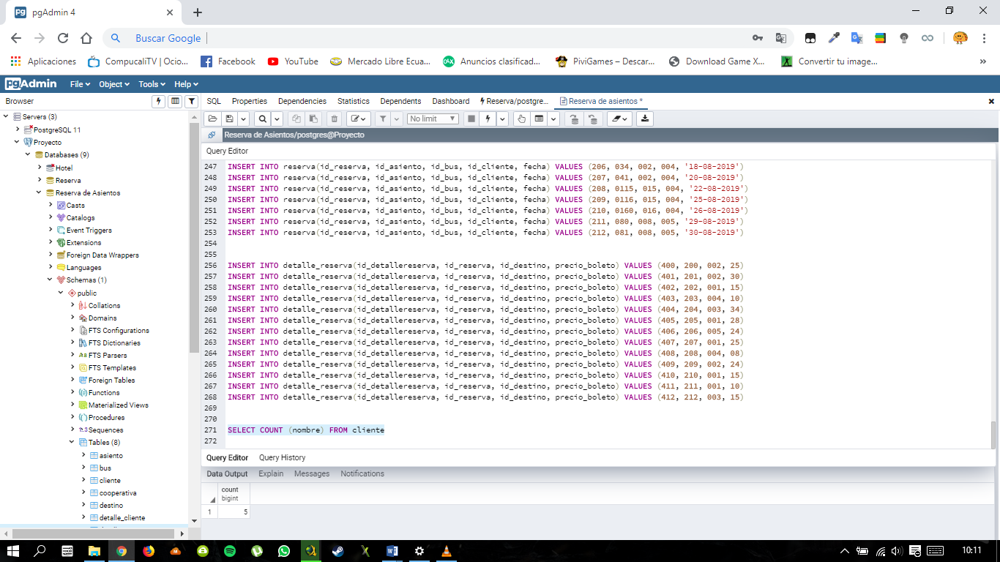 pgAdmin 4
Buscar Google
Aplicaciones
CompucaliTV | Ocio...
Facebook
YouTube
Mercado Libre Ecua...
Anuncios clasificad...
PiviGames – Descar...
Download Game X...
Convertir tu image...
»
pgAdmin
File
Object
Tools
Help
Browser
SQL
Properties
Dependencies
Statistics
Dependents
Dashboard
Reserva/postgre...
Reserva de asientos *
Servers (3)
PostgreSQL 11
Proyecto
Databases (9)
Hotel
Reserva
Reserva de Asientos
Casts
Catalogs
Event Triggers
Extensions
Foreign Data Wrappers
Languages
Schemas (1)
public
Collations
Domains
FTS Configurations
FTS Dictionaries
FTS Parsers
FTS Templates
Foreign Tables
Functions
Materialized Views
Procedures
Sequences
Tables (8)
asiento
bus
cliente
cooperativa
destino
detalle_cliente
No limit
Reserva de Asientos/postgres@Proyecto
Query Editor
247 INSERT INTO reserva(id_reserva, id_asiento, id_bus, id_cliente, fecha) VALUES (206, 034, 002, 004, '18-08-2019')
248 INSERT INTO reserva(id_reserva, id_asiento, id_bus, id_cliente, fecha) VALUES (207, 041, 002, 004, '20-08-2019')
249 INSERT INTO reserva(id_reserva, id_asiento, id_bus, id_cliente, fecha) VALUES (208, 0115, 015, 004, '22-08-2019')
250 INSERT INTO reserva(id_reserva, id_asiento, id_bus, id_cliente, fecha) VALUES (209, 0116, 015, 004, '25-08-2019')
251 INSERT INTO reserva(id_reserva, id_asiento, id_bus, id_cliente, fecha) VALUES (210, 0160, 016, 004, '26-08-2019')
252 INSERT INTO reserva(id_reserva, id_asiento, id_bus, id_cliente, fecha) VALUES (211, 080, 008, 005, '29-08-2019')
253 INSERT INTO reserva(id_reserva, id_asiento, id_bus, id_cliente, fecha) VALUES (212, 081, 008, 005, '30-08-2019')
254
255
256 INSERT INTO detalle_reserva(id_detallereserva, id_reserva, id_destino, precio_boleto) VALUES (400, 200, 002, 25)
257 INSERT INTO detalle_reserva(id_detallereserva, id_reserva, id_destino, precio_boleto) VALUES (401, 201, 002, 30)
258 INSERT INTO detalle_reserva(id_detallereserva, id_reserva, id_destino, precio_boleto) VALUES (402, 202, 001, 15)
259 INSERT INTO detalle_reserva(id_detallereserva, id_reserva, id_destino, precio_boleto) VALUES (403, 203, 004, 10)
260 INSERT INTO detalle_reserva(id_detallereserva, id_reserva, id_destino, precio_boleto) VALUES (404, 204, 003, 34)
261 INSERT INTO detalle_reserva(id_detallereserva, id_reserva, id_destino, precio_boleto) VALUES (405, 205, 001, 28)
262 INSERT INTO detalle_reserva(id_detallereserva, id_reserva, id_destino, precio_boleto) VALUES (406, 206, 005, 24)
263 INSERT INTO detalle_reserva(id_detallereserva, id_reserva, id_destino, precio_boleto) VALUES (407, 207, 001, 25)
264 INSERT INTO detalle_reserva(id_detallereserva, id_reserva, id_destino, precio_boleto) VALUES (408, 208, 004, 08)
265 INSERT INTO detalle_reserva(id_detallereserva, id_reserva, id_destino, precio_boleto) VALUES (409, 209, 002, 24)
266 INSERT INTO detalle_reserva(id_detallereserva, id_reserva, id_destino, precio_boleto) VALUES (410, 210, 001, 15)
267 INSERT INTO detalle_reserva(id_detallereserva, id_reserva, id_destino, precio_boleto) VALUES (411, 211, 001, 10)
268 INSERT INTO detalle_reserva(id_detallereserva, id_reserva, id_destino, precio_boleto) VALUES (412, 212, 003, 15)
269
270
271 SELECT COUNT (nombre) FROM cliente
272
Query Editor
Query History
Data Output
Explain
Messages
Notifications
count
bigint
1 5
10:11